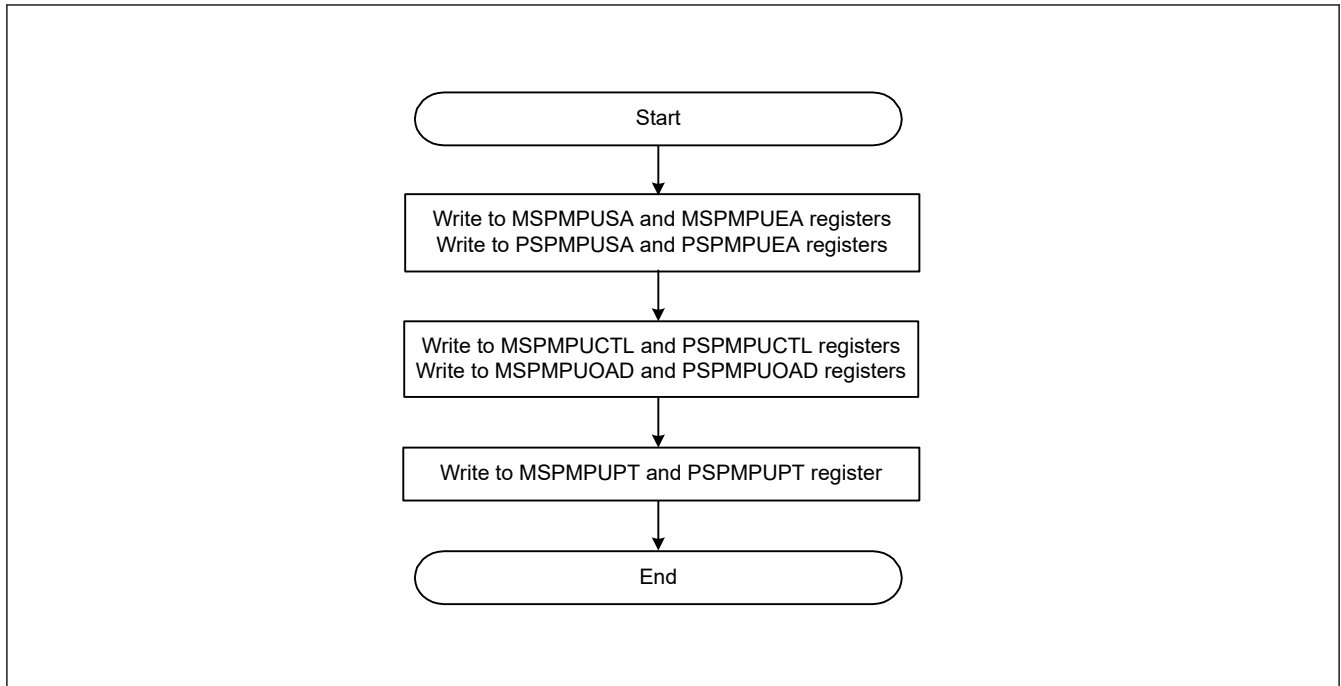 Start
Write to MSPMPUSA and MSPMPUEA registers
Write to PSPMPUSA and PSPMPUEA registers
Write to MSPMPUCTL and PSPMPUCTL registers
Write to MSPMPUOAD and PSPMPUOAD registers
Write to MSPMPUPT and PSPMPUPT register
End